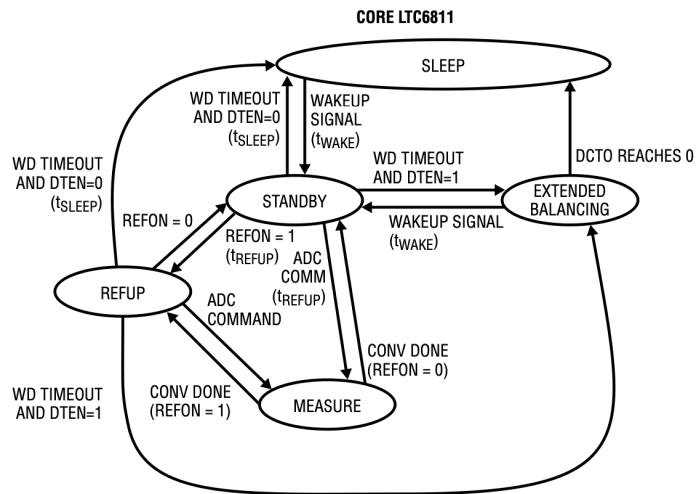 CORE LTC6811
SLEEP
WD TIMEOUT
AND DTEN=0
(tSLEEP)
WAKEUP
SIGNAL
(tWAKE)
WD TIMEOUT
AND DTEN=0
(tSLEEP)
DCTO REACHES 0
WD TIMEOUT
AND DTEN=1
STANDBY
EXTENDED
BALANCING
WAKEUP SIGNAL
(tWAKE)
REFON = 0
REFON = 1
(tREFUP)
ADC
COMM
(tREFUP)
REFUP
ADC
COMMAND
CONV DONE
(REFON = 0)
WD TIMEOUT
AND DTEN=1
CONV DONE
(REFON = 1)
MEASURE